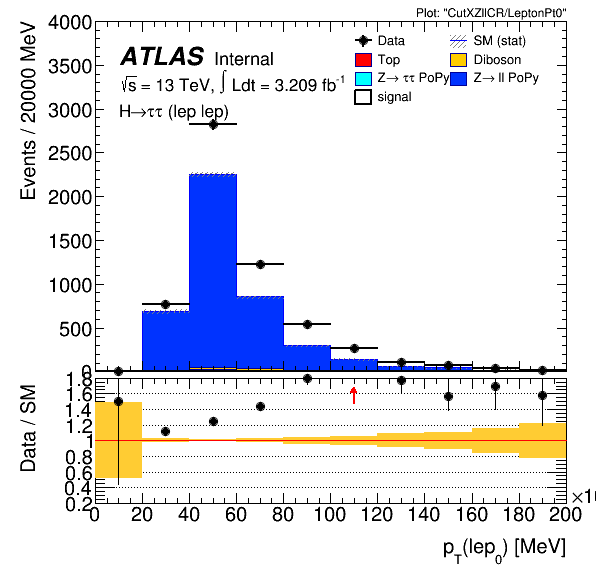 Plot: "CutXZllCR/LeptonPt0"
Events / 20000 MeV
4000
3500
3000
2500
2000
1500
1000
500
0
ATLAS Internal
√s = 13 TeV, ∫ Ldt = 3.209 fb⁻¹
H→ττ (lep lep)
Data
SM (stat)
Top
Diboson
Z→ ττ PoPy
Z→ ll PoPy
signal
Data / SM
1.8
1.6
1.4
1.2
1
0.8
0.6
0.4
0.2
0 20 40 60 80 100 120 140 160 180 200
×10
p_T(lep_0) [MeV]